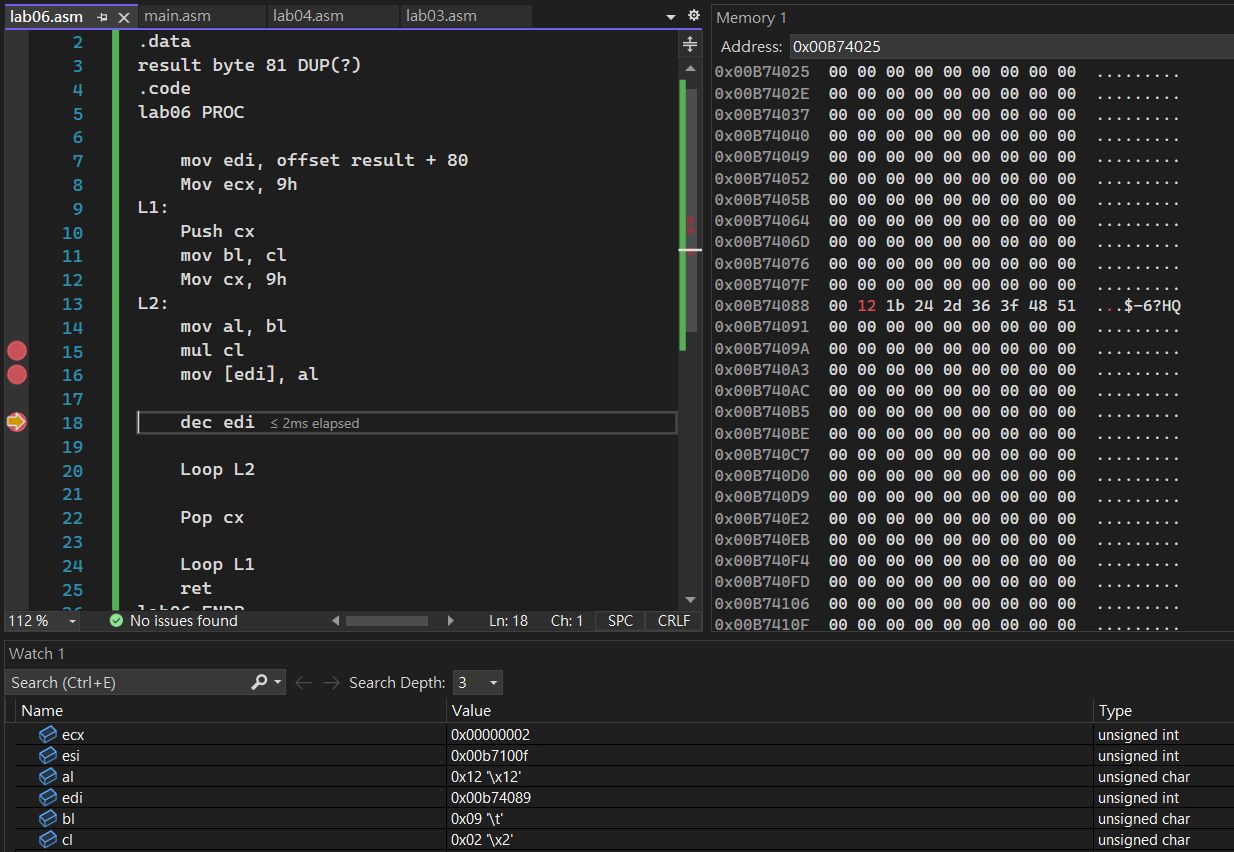 lab06.asm main.asm lab04.asm lab03.asm
2 .data
3 result byte 81 DUP(?)
4 .code
5 lab06 PROC
6
7 mov edi, offset result + 80
8 Mov ecx, 9h
9 L1:
10 Push cx
11 mov bl, cl
12 Mov cx, 9h
13 L2:
14 mov al, bl
15 mul cl
16 mov [edi], al
17
18 dec edi ≤ 2ms elapsed
19
20 Loop L2
21
22 Pop cx
23
24 Loop L1
25 ret
26 lab06 ENDP
112 % No issues found Ln: 18 Ch: 1 SPC CRLF
Memory 1
Address: 0x00B74025
0x00B74025 00 00 00 00 00 00 00 00 00 .........
0x00B7402E 00 00 00 00 00 00 00 00 00 .........
0x00B74037 00 00 00 00 00 00 00 00 00 .........
0x00B74040 00 00 00 00 00 00 00 00 00 .........
0x00B74049 00 00 00 00 00 00 00 00 00 .........
0x00B74052 00 00 00 00 00 00 00 00 00 .........
0x00B7405B 00 00 00 00 00 00 00 00 00 .........
0x00B74064 00 00 00 00 00 00 00 00 00 .........
0x00B7406D 00 00 00 00 00 00 00 00 00 .........
0x00B74076 00 00 00 00 00 00 00 00 00 .........
0x00B7407F 00 00 00 00 00 00 00 00 00 .........
0x00B74088 00 12 1b 24 2d 36 3f 48 51 ...$-6?HQ
0x00B74091 00 00 00 00 00 00 00 00 00 .........
0x00B7409A 00 00 00 00 00 00 00 00 00 .........
0x00B740A3 00 00 00 00 00 00 00 00 00 .........
0x00B740AC 00 00 00 00 00 00 00 00 00 .........
0x00B740B5 00 00 00 00 00 00 00 00 00 .........
0x00B740BE 00 00 00 00 00 00 00 00 00 .........
0x00B740C7 00 00 00 00 00 00 00 00 00 .........
0x00B740D0 00 00 00 00 00 00 00 00 00 .........
0x00B740D9 00 00 00 00 00 00 00 00 00 .........
0x00B740E2 00 00 00 00 00 00 00 00 00 .........
0x00B740EB 00 00 00 00 00 00 00 00 00 .........
0x00B740F4 00 00 00 00 00 00 00 00 00 .........
0x00B740FD 00 00 00 00 00 00 00 00 00 .........
0x00B74106 00 00 00 00 00 00 00 00 00 .........
0x00B7410F 00 00 00 00 00 00 00 00 00 .........
Watch 1
Search (Ctrl+E) Search Depth: 3
Name Value Type
ecx 0x00000002 unsigned int
esi 0x00b7100f unsigned int
al 0x12 '\x12' unsigned char
edi 0x00b74089 unsigned int
bl 0x09 '\t' unsigned char
cl 0x02 '\x2' unsigned char